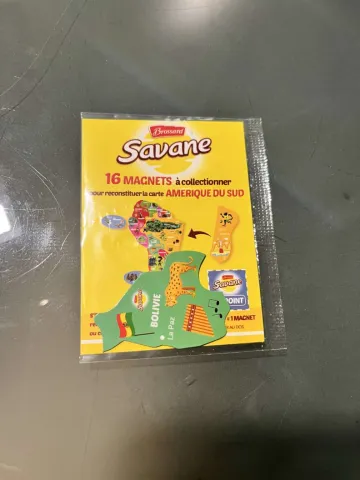 Brossard
Savane
16 MAGNETS à collectionner
pour reconstituer la carte AMERIQUE DU SUD
Savane
POINT
BOLIVIE
La Paz
= 1 MAGNET